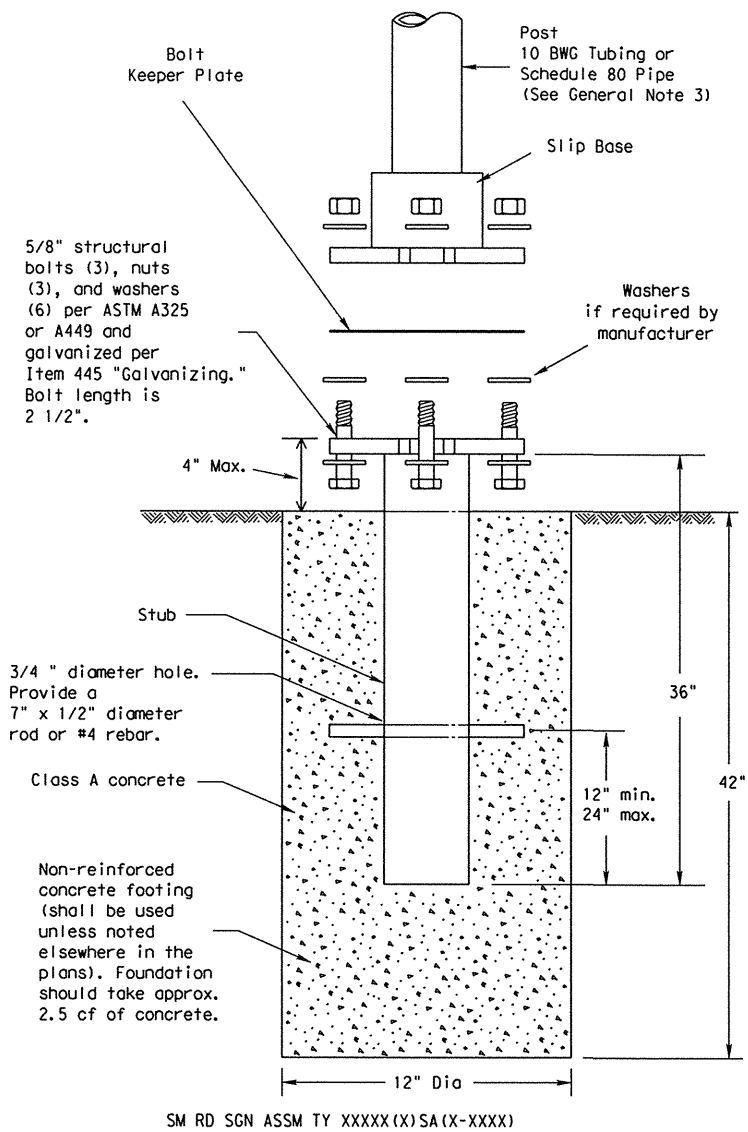 Bolt
Keeper Plate
Post
10 BWG Tubing or
Schedule 80 Pipe
(See General Note 3)
Slip Base
5/8" structural
bolts (3), nuts
(3), and washers
(6) per ASTM A325
or A449 and
galvanized per
Item 445 "Galvanizing."
Bolt length is
2 1/2".
Washers
if required by
manufacturer
4" Max.
Stub
3/4 " diameter hole.
Provide a
7" x 1/2" diameter
rod or #4 rebar.
36"
Class A concrete
12" min.
24" max.
42"
Non-reinforced
concrete footing
(shall be used
unless noted
elsewhere in the
plans). Foundation
should take approx.
2.5 cf of concrete.
12" Dia
SM RD SGN ASSM TY XXXXX(X)SA(X-XXXX)